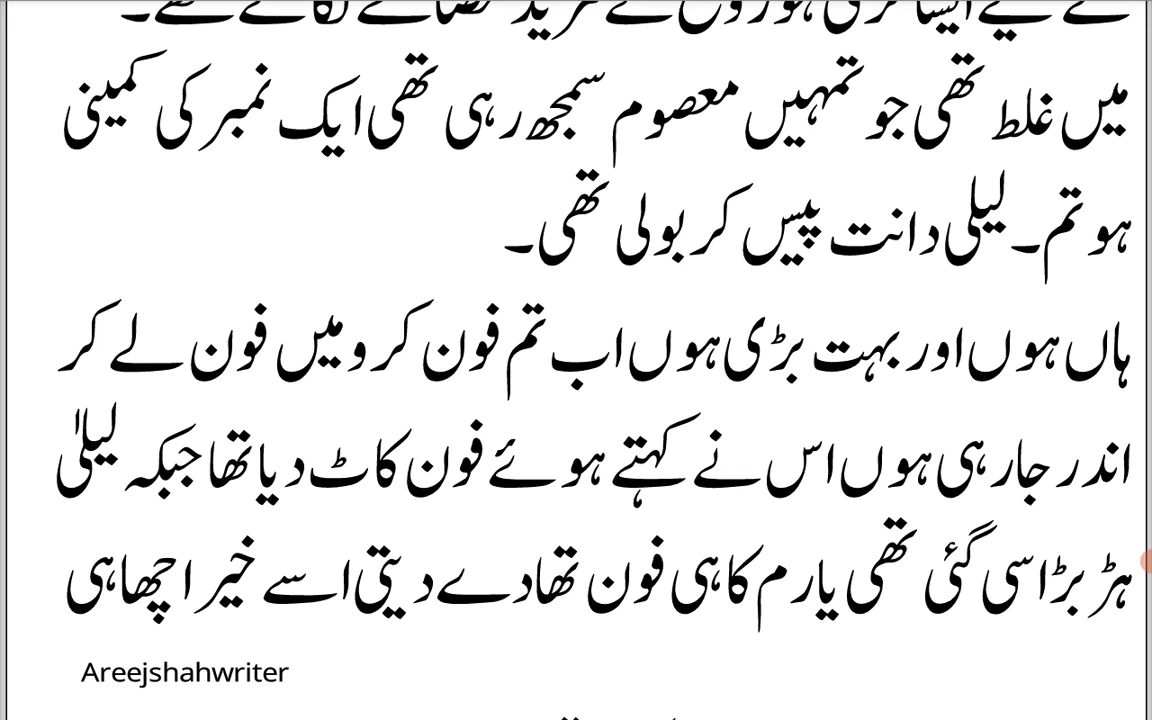 میں غلط تھی جو تمہیں معصوم سمجھ رہی تھی ایک نمبر کی کمینی
ہو تم۔ لیلی دانت پیس کر بولی تھی۔
ہاں ہوں اور بہت بڑی ہوں اب تم فون کرو میں فون لے کر
اندر جا رہی ہوں اس نے کہتے ہوئے فون کاٹ دیا تھا جبکہ لیلیٰ
ہڑبڑا سی گئی تھی یارم کا ہی فون تھا دے دیتی اسے خیر اچھا ہی
Areejshahwriter